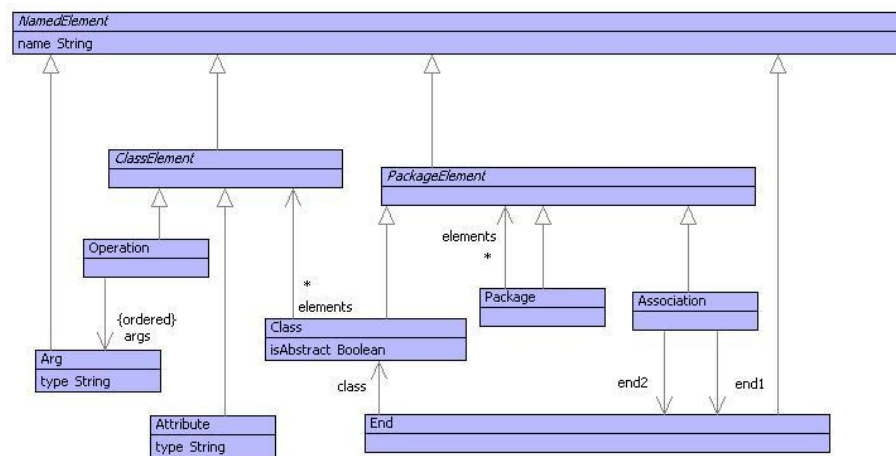 NamedElement
name String
ClassElement
PackageElement
elements
*
Operation
*
elements
Package
Association
{ordered}
args
Class
isAbstract Boolean
Arg
type String
class
end2
end1
Attribute
type String
End